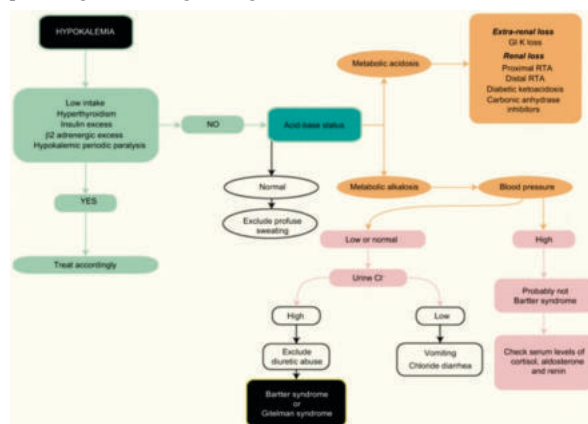 HYPOKALEMIA
Low intake
Hyperthyroidism
Insulin excess
β2 adrenergic excess
Hypokalemic periodic paralysis
NO
YES
Treat accordingly
Acid-base status
Normal
Exclude profuse
sweating
Metabolic acidosis
Extra-renal loss
GI K loss
Renal loss
Proximal RTA
Distal RTA
Diabetic ketoacidosis
Carbonic anhydrase
inhibitors
Metabolic alkalosis
Blood pressure
Low or normal
High
Urine Cl⁻
Probably not
Bartter syndrome
High
Low
Exclude
diuretic abuse
Vomiting
Chloride diarrhea
Check serum levels of
cortisol, aldosterone
and renin
Bartter syndrome
or
Gitelman syndrome